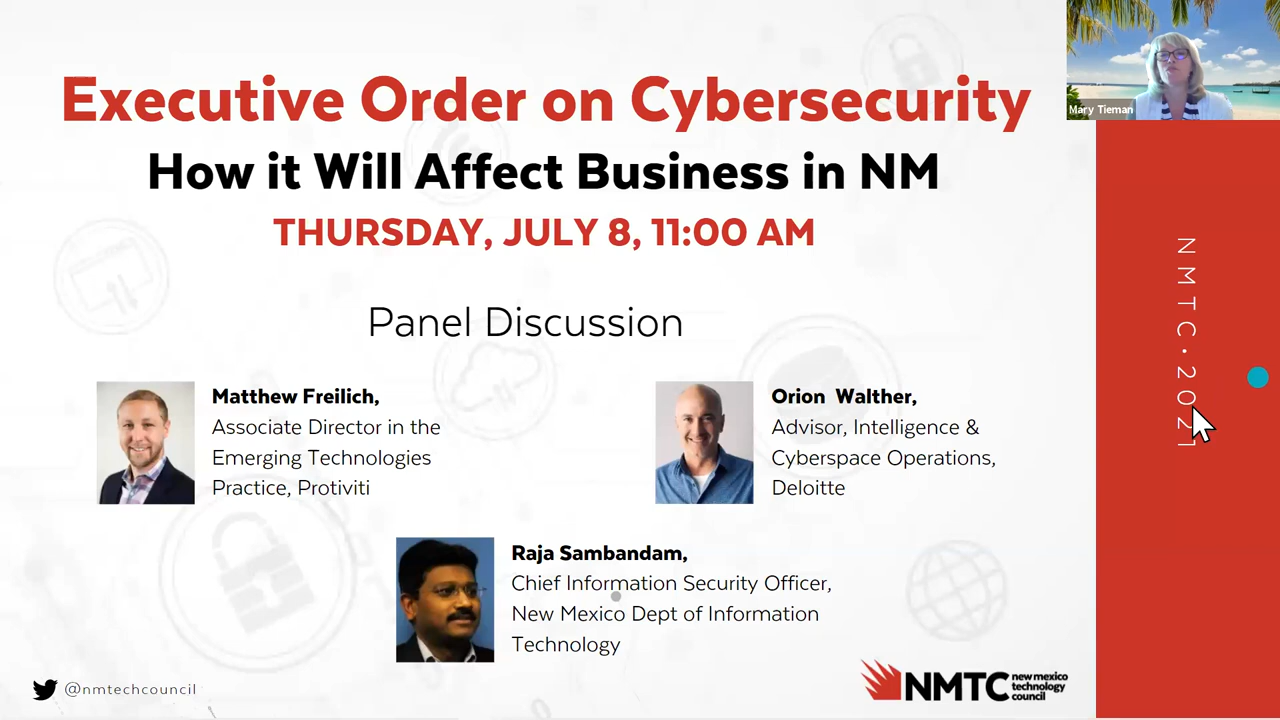 Executive Order on Cybersecurity
How it Will Affect Business in NM
THURSDAY, JULY 8, 11:00 AM
Panel Discussion
Matthew Freilich,
Associate Director in the
Emerging Technologies
Practice, Protiviti
Orion Walther,
Advisor, Intelligence &
Cyberspace Operations,
Deloitte
Raja Sambandam,
Chief Information Security Officer,
New Mexico Dept of Information
Technology
@nmtechcouncil
NMTC
new mexico
technology
council
Mary Tieman
NMTC•2021